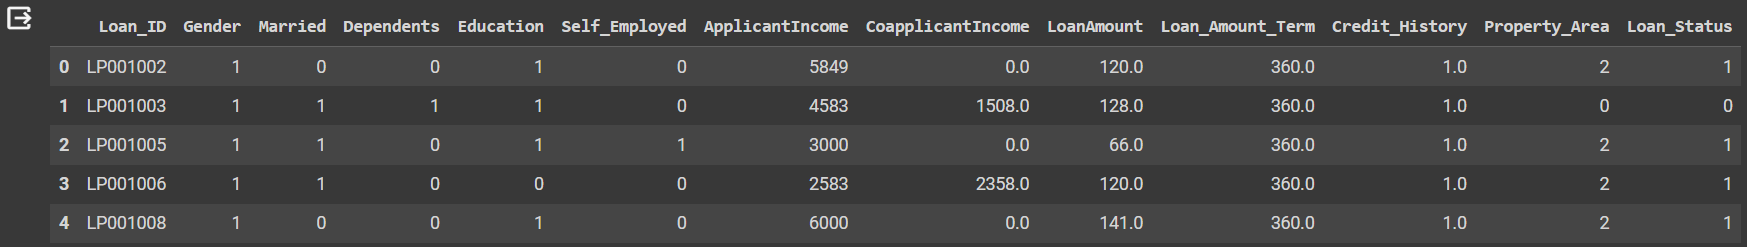 Loan_ID Gender Married Dependents Education Self_Employed ApplicantIncome CoapplicantIncome LoanAmount Loan_Amount_Term Credit_History Property_Area Loan_Status
0 LP001002 1 0 0 1 0 5849 0.0 120.0 360.0 1.0 2 1
1 LP001003 1 1 1 1 0 4583 1508.0 128.0 360.0 1.0 0 0
2 LP001005 1 1 0 1 1 3000 0.0 66.0 360.0 1.0 2 1
3 LP001006 1 1 0 0 0 2583 2358.0 120.0 360.0 1.0 2 1
4 LP001008 1 0 0 1 0 6000 0.0 141.0 360.0 1.0 2 1